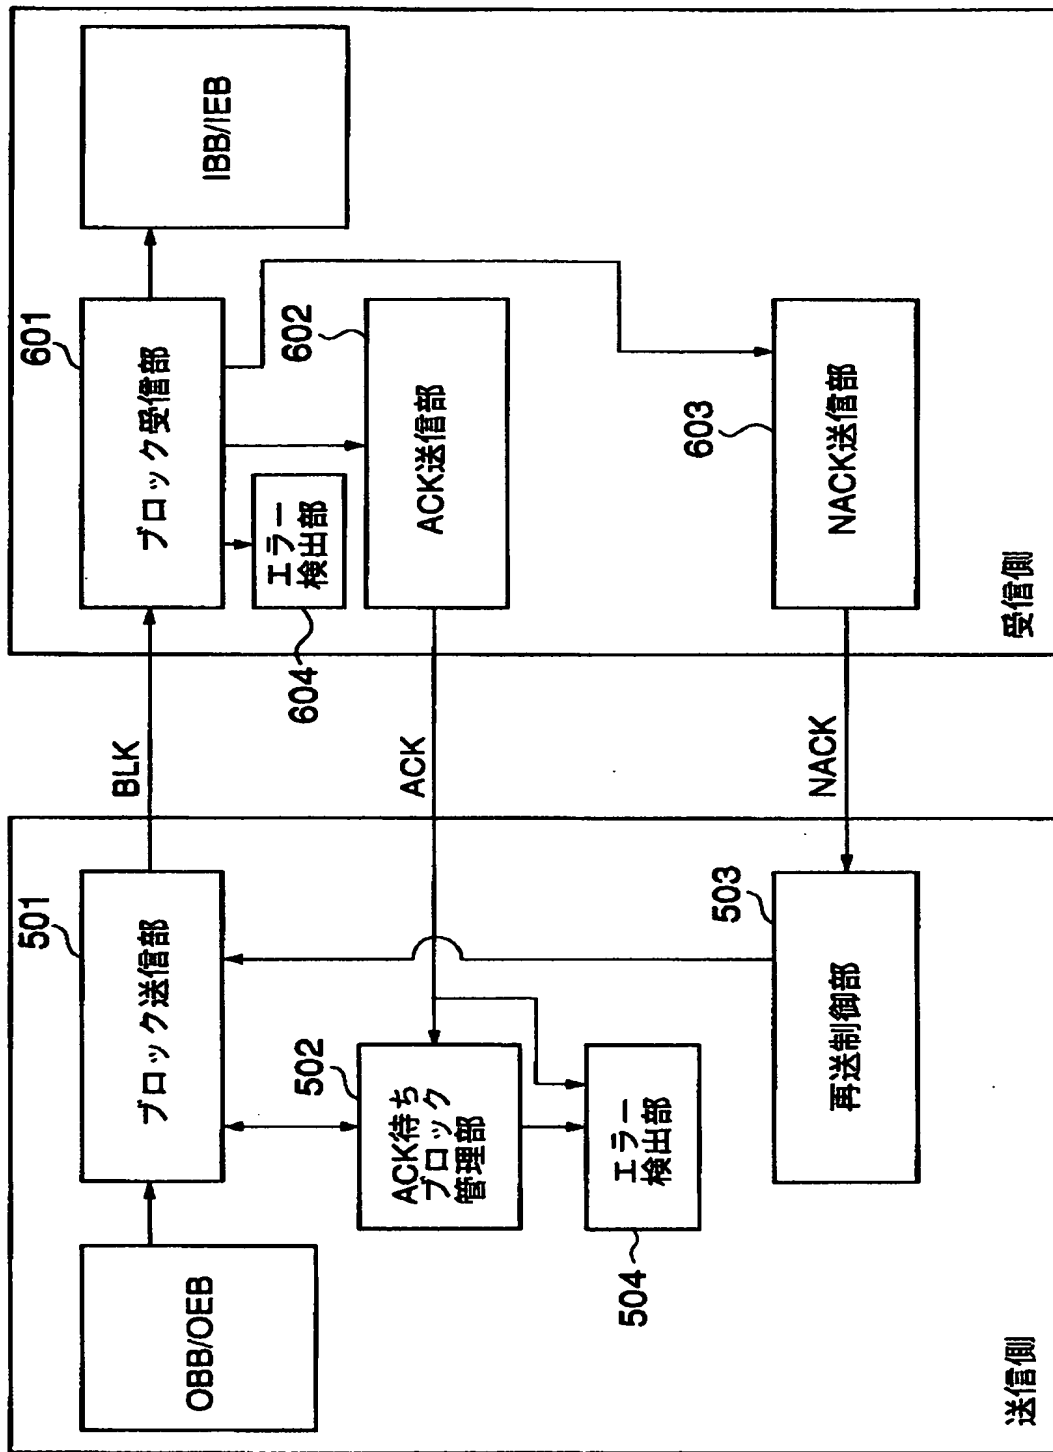 OBB/OEB
501
ブロック送信部
BLK
601
ブロック受信部
IBB/IEB
502
ACK待ち
ブロック
管理部
ACK
604
エラー
検出部
602
ACK送信部
504
エラー
検出部
503
再送制御部
NACK
603
NACK送信部
送信側
受信側